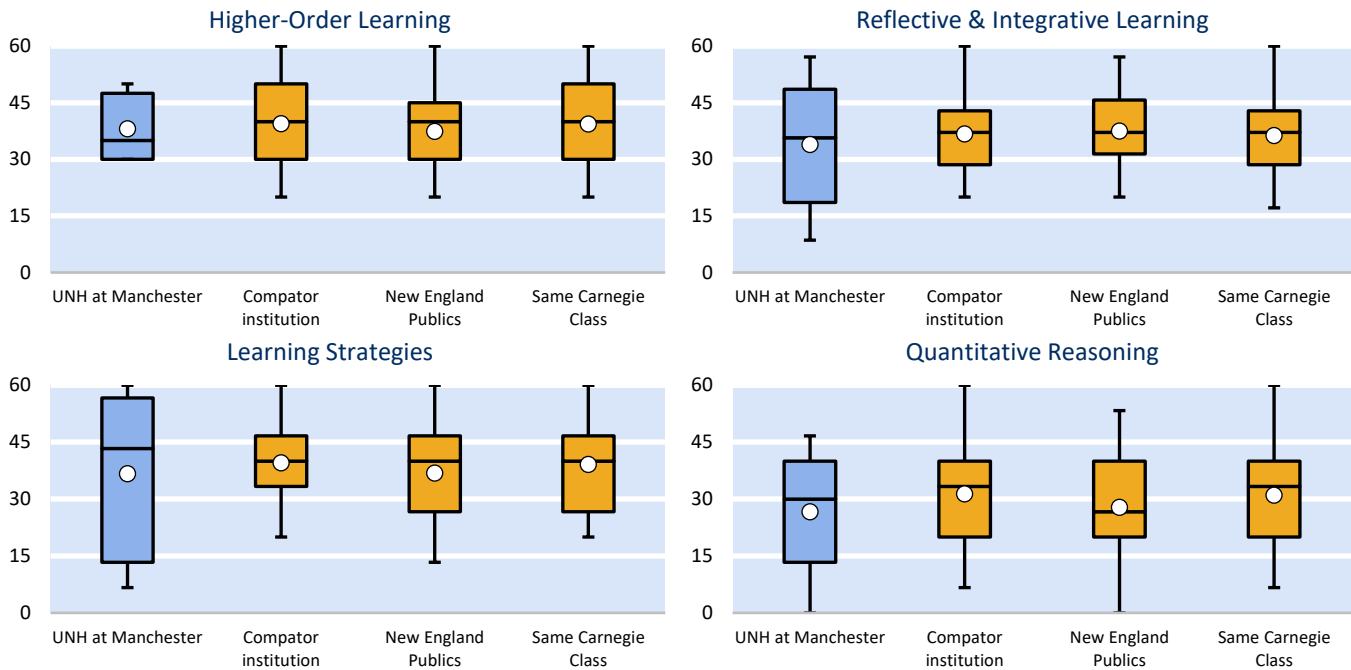 Higher-Order Learning
60
45
30
15
0
UNH at Manchester
Compator
institution
New England
Publics
Same Carnegie
Class
Reflective & Integrative Learning
60
45
30
15
0
UNH at Manchester
Compator
institution
New England
Publics
Same Carnegie
Class
Learning Strategies
60
45
30
15
0
UNH at Manchester
Compator
institution
New England
Publics
Same Carnegie
Class
Quantitative Reasoning
60
45
30
15
0
UNH at Manchester
Compator
institution
New England
Publics
Same Carnegie
Class